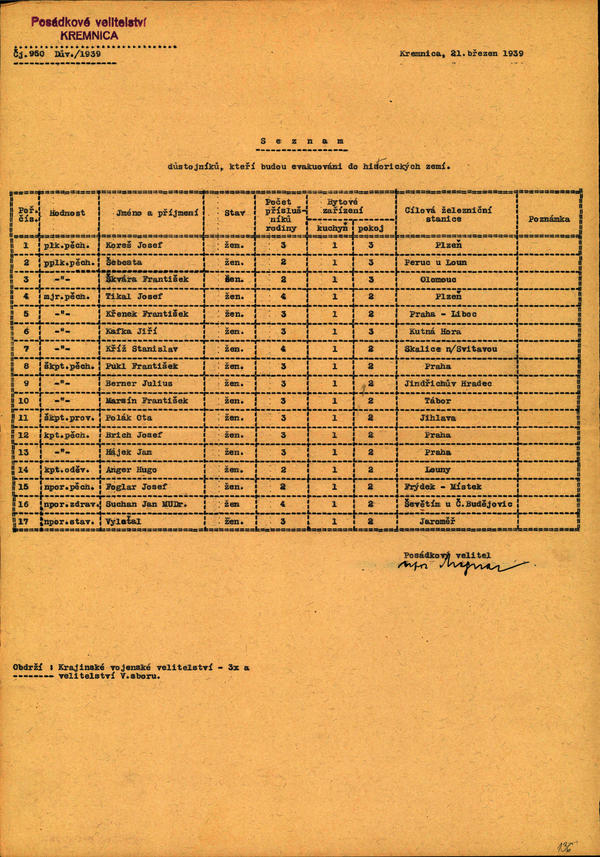 Posádkové velitelství
KREMNICA
Čj.950 Dův./1939
Kremnica, 21.březen 1939
Seznam
důstojníků, kteří budou evakuováni do historických zemí.
Poř. čís. Hodnost Jméno a příjmení Stav Počet přísluš- níků rodiny Bytové zařízení kuchyň pokoj Cílová železniční stanice Poznámka
1 plk.pěch. Koreš Josef žen. 3 1 3 Plzeň
2 pplk.pěch. Šebesta žen. 2 1 3 Peruc u Loun
3 -"- Škvára František žen. 2 1 3 Olomouc
4 mjr.pěch. Tikal Josef žen. 4 1 2 Plzeň
5 -"- Křenek František žen. 3 1 2 Praha - Liboc
6 -"- Kafka Jiří žen. 3 1 3 Kutná Hora
7 -"- Kříž Stanislav žen. 4 1 2 Skalice n/Svitavou
8 škpt.pěch. Pukl František žen. 3 1 2 Praha
9 -"- Berner Julius žen. 3 1 2 Jindřichův Hradec
10 -"- František žen. 3 1 2 Tábor
11 škpt.prov. Polák Ota žen. 3 1 2 Jihlava
12 kpt.pěch. Hrich Josef žen. 3 1 2 Praha
13 -"- Hájek Jan žen. 3 1 2 Praha
14 kpt.oděv. Anger Hugo žen. 2 1 2 Louny
15 npor.pěch. Foglar Josef žen. 2 1 2 Frýdek - Místek
16 npor.zdrav. Suchan Jan MUDr. žen 4 1 2 Ševětín u Č.Budějovic
17 npor.stav. Vyleťal žen. 3 1 2 Jaroměř
Posádkový velitel
Obdrží : Krajinské vojenské velitelství - 3x a
velitelství V.sboru.
136